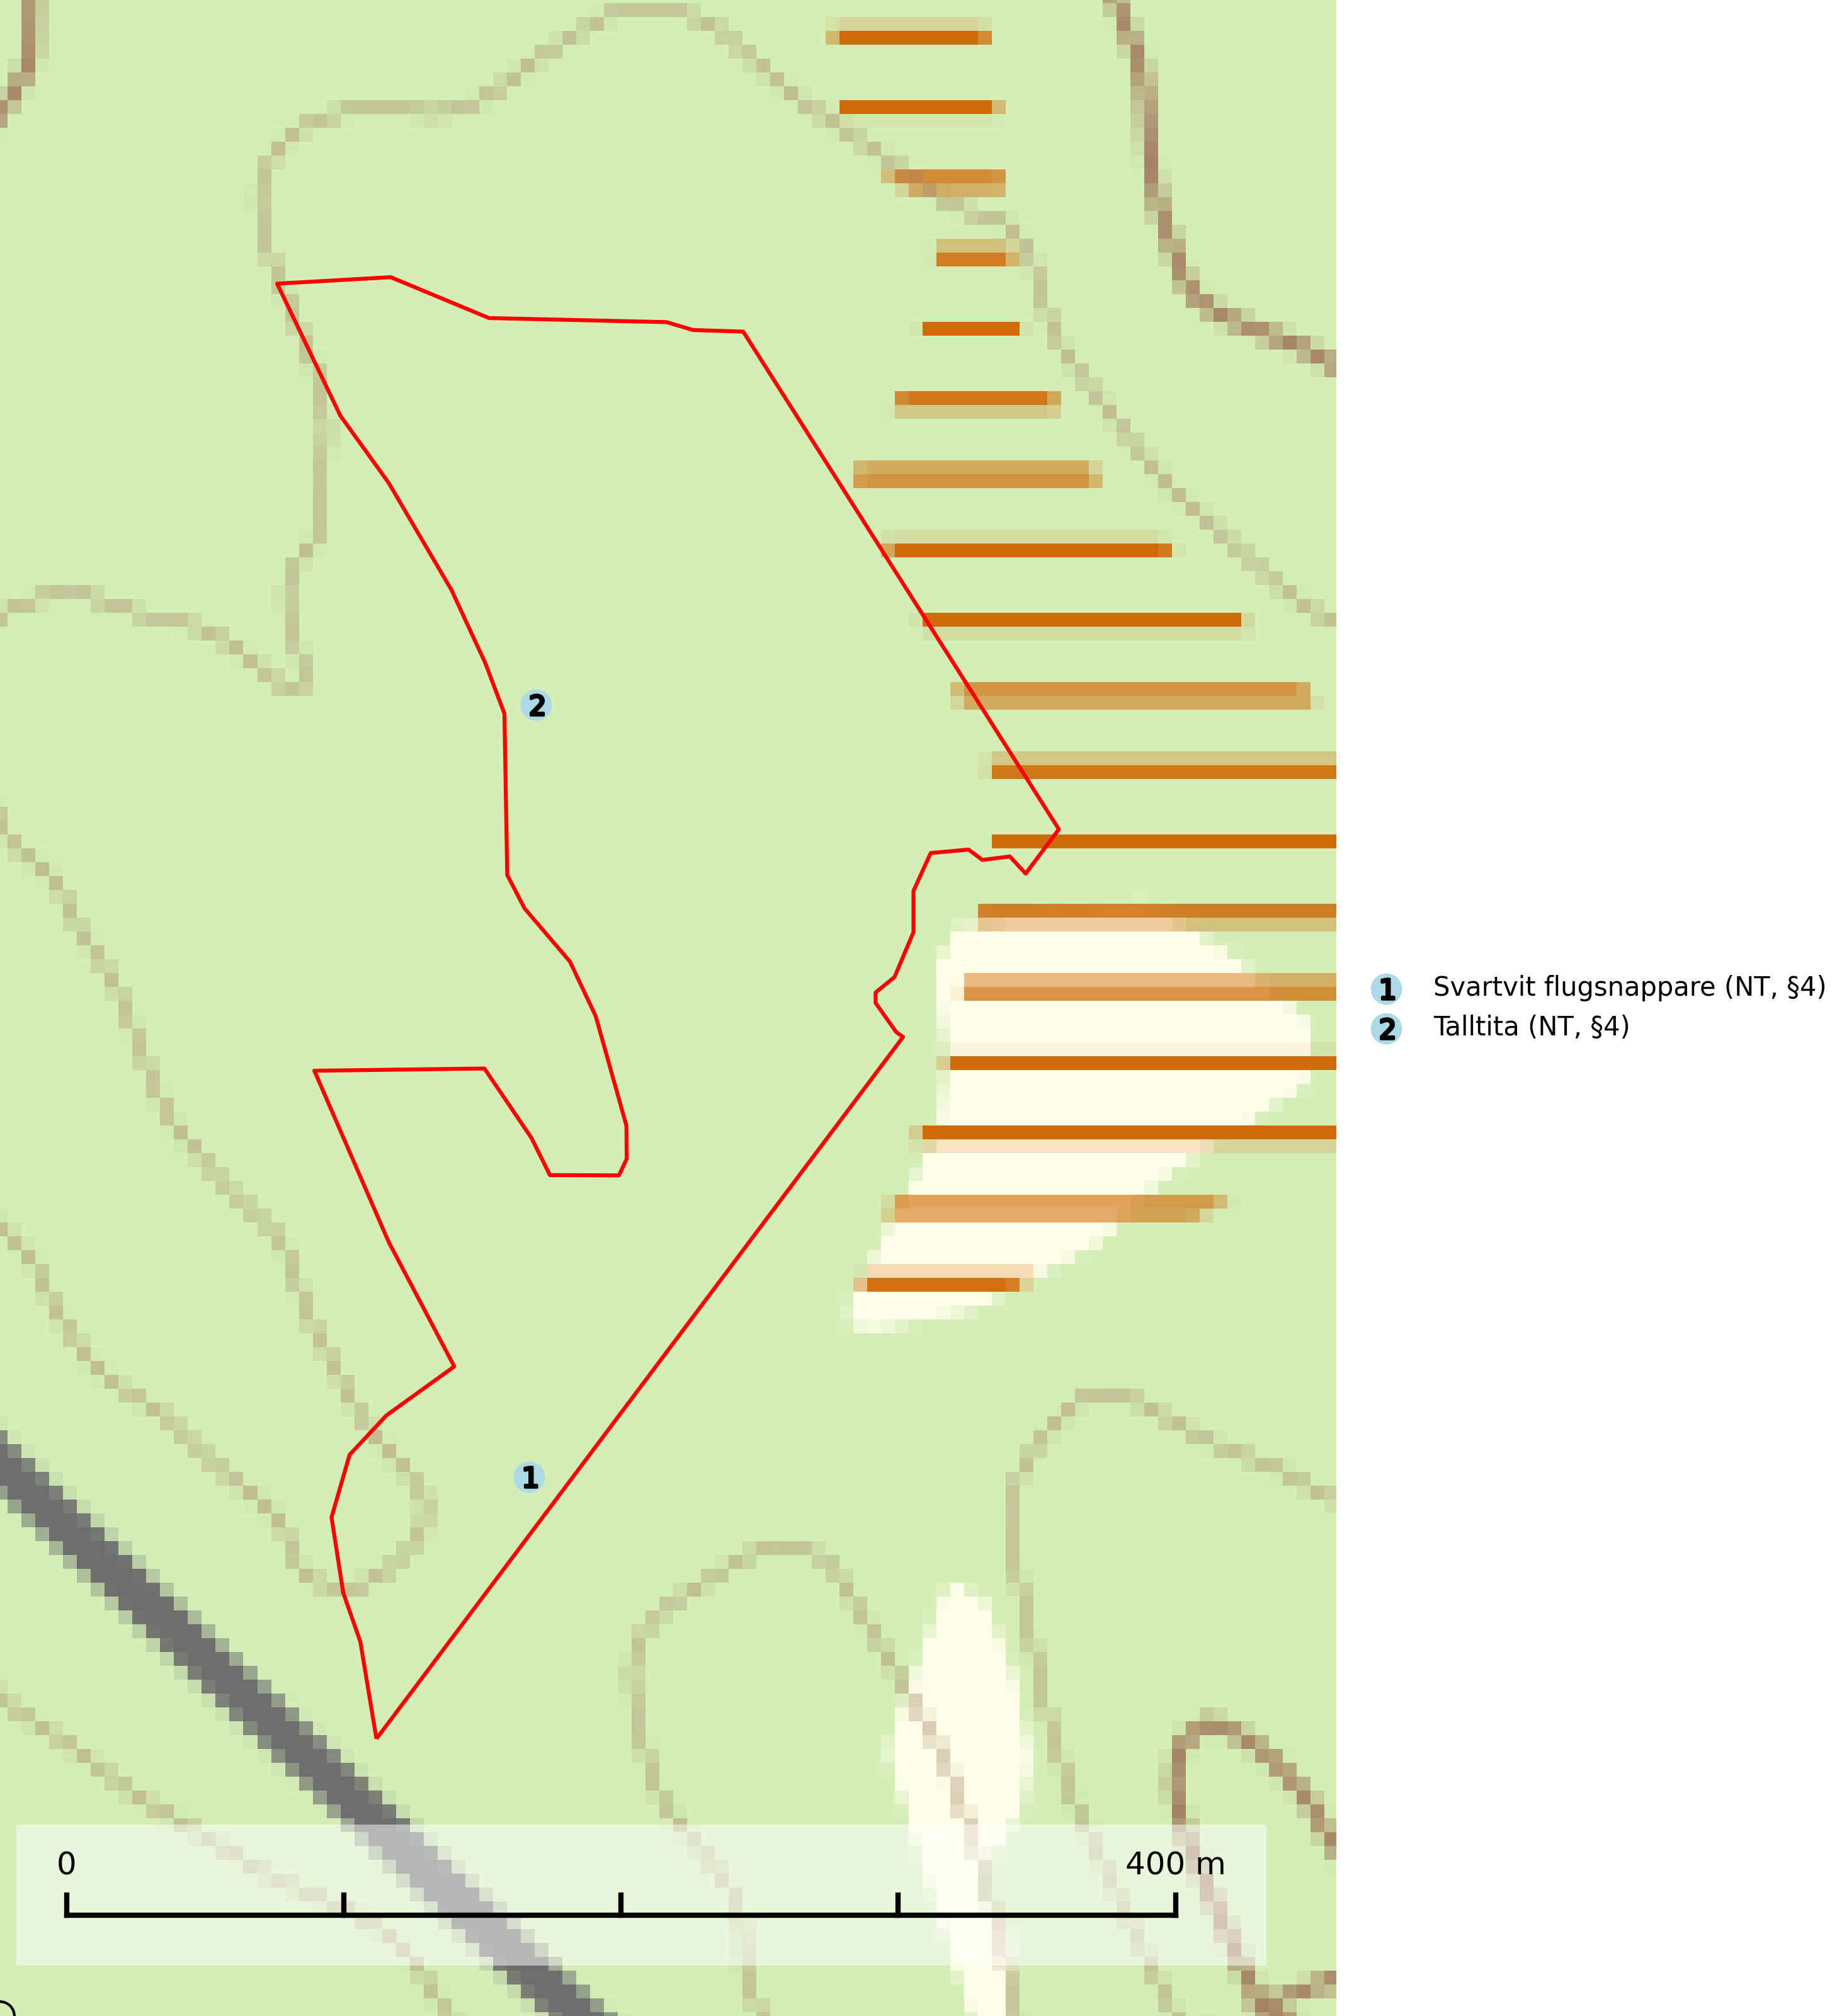 2
1 Svartvit flugsnappare (NT, §4)
2 Talltita (NT, §4)
1
0 400 m